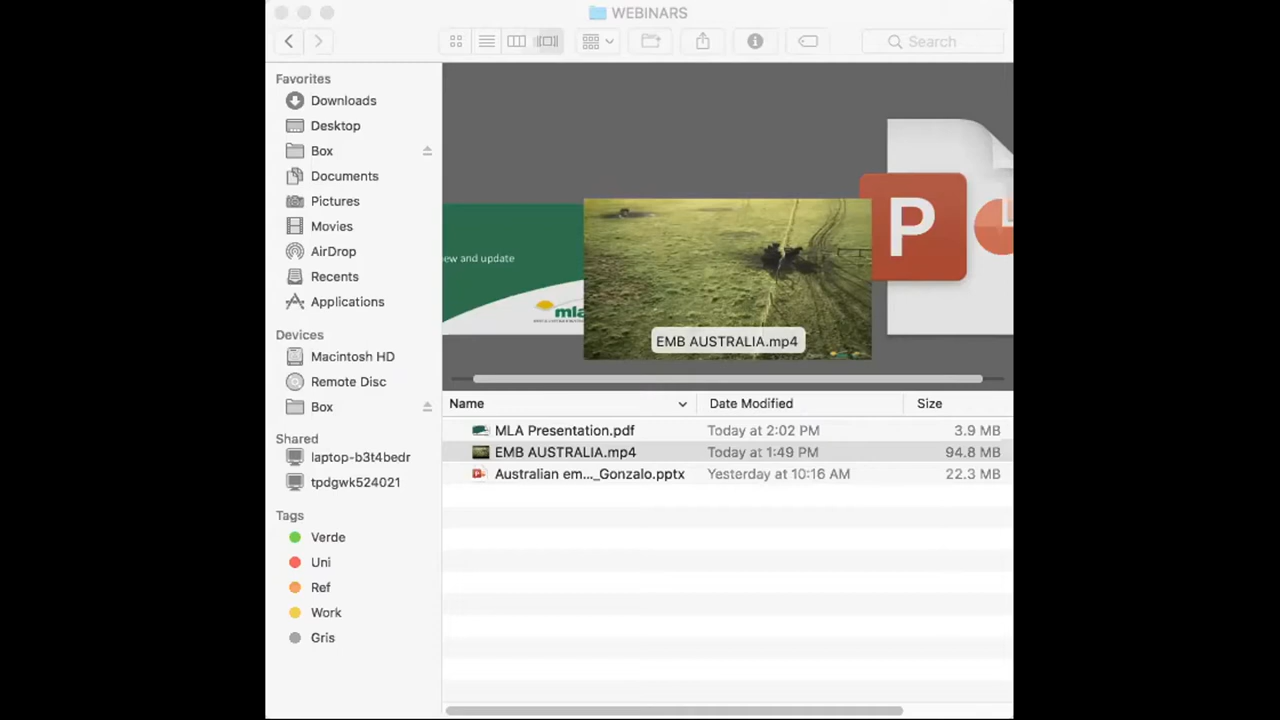 WEBINARS
Search
Favorites
Downloads
Desktop
Box
Documents
Pictures
Movies
AirDrop
Recents
Applications
Devices
Macintosh HD
Remote Disc
Box
Shared
laptop-b3t4bedr
tpdgwk524021
Tags
Verde
Uni
Ref
Work
Gris
ew and update
mla
P
EMB AUSTRALIA.mp4
Name Date Modified Size
MLA Presentation.pdf Today at 2:02 PM 3.9 MB
EMB AUSTRALIA.mp4 Today at 1:49 PM 94.8 MB
Australian em..._Gonzalo.pptx Yesterday at 10:16 AM 22.3 MB